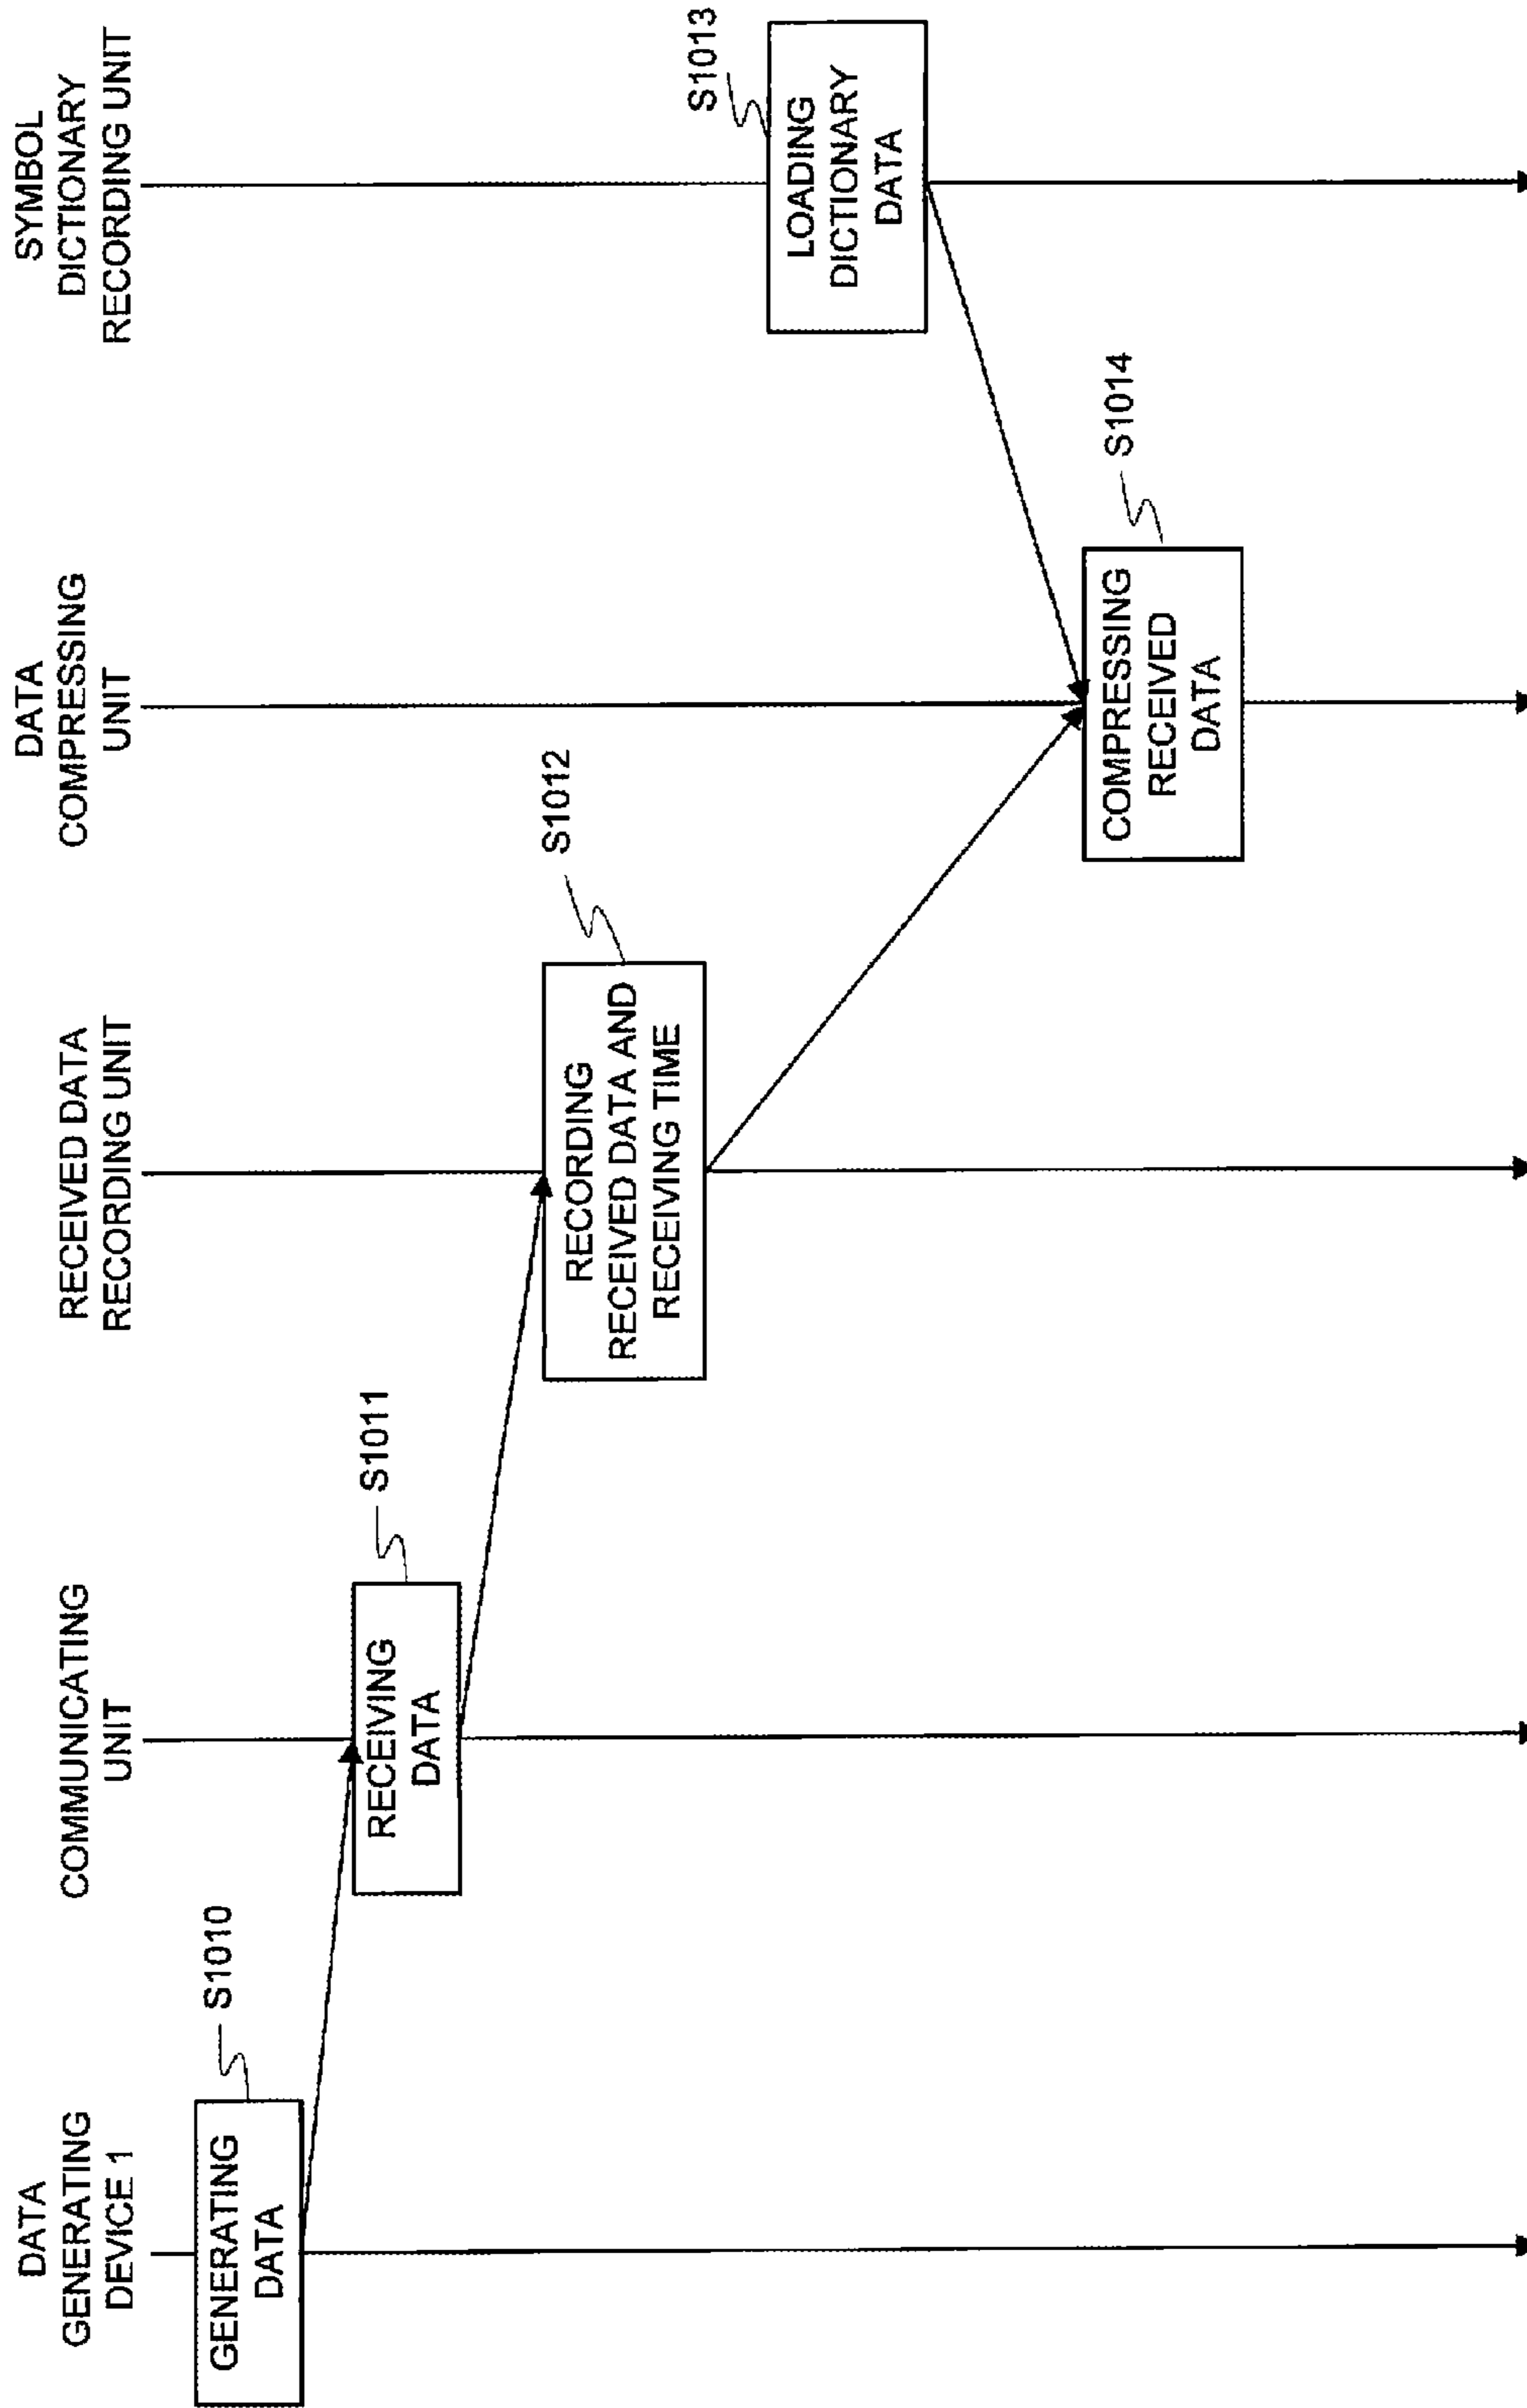 DATA
GENERATING
DEVICE 1
COMMUNICATING
UNIT
RECEIVED DATA
RECORDING UNIT
DATA
COMPRESSING
UNIT
SYMBOL
DICTIONARY
RECORDING UNIT
GENERATING
DATA
S1010
RECEIVING
DATA
S1011
RECORDING
RECEIVED DATA AND
RECEIVING TIME
S1012
LOADING
DICTIONARY
DATA
S1013
COMPRESSING
RECEIVED
DATA
S1014